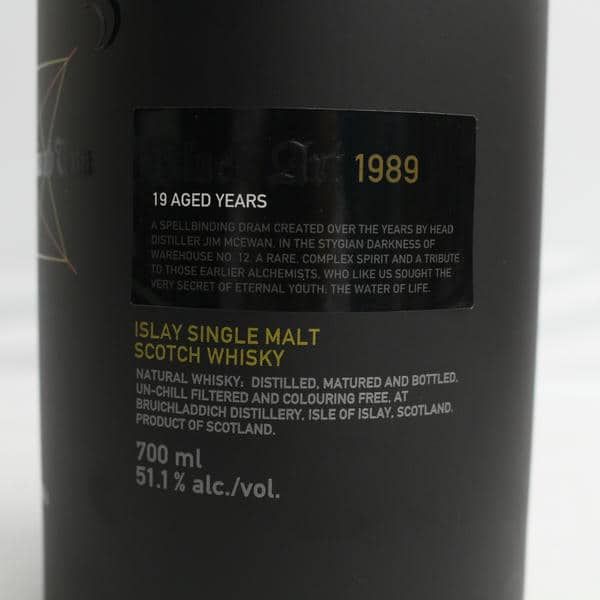 Black Art 1989
19 AGED YEARS
A SPELLBINDING DRAM CREATED OVER THE YEARS BY HEAD
DISTILLER JIM MCEWAN, IN THE STYGIAN DARKNESS OF
WAREHOUSE NO. 12. A RARE, COMPLEX SPIRIT AND A TRIBUTE
TO THOSE EARLIER ALCHEMISTS, WHO LIKE US SOUGHT THE
VERY SECRET OF ETERNAL YOUTH: THE WATER OF LIFE.
ISLAY SINGLE MALT
SCOTCH WHISKY
NATURAL WHISKY: DISTILLED, MATURED AND BOTTLED,
UN-CHILL FILTERED AND COLOURING FREE, AT
BRUICHLADDICH DISTILLERY, ISLE OF ISLAY, SCOTLAND.
PRODUCT OF SCOTLAND.
700 ml
51.1 % alc./vol.